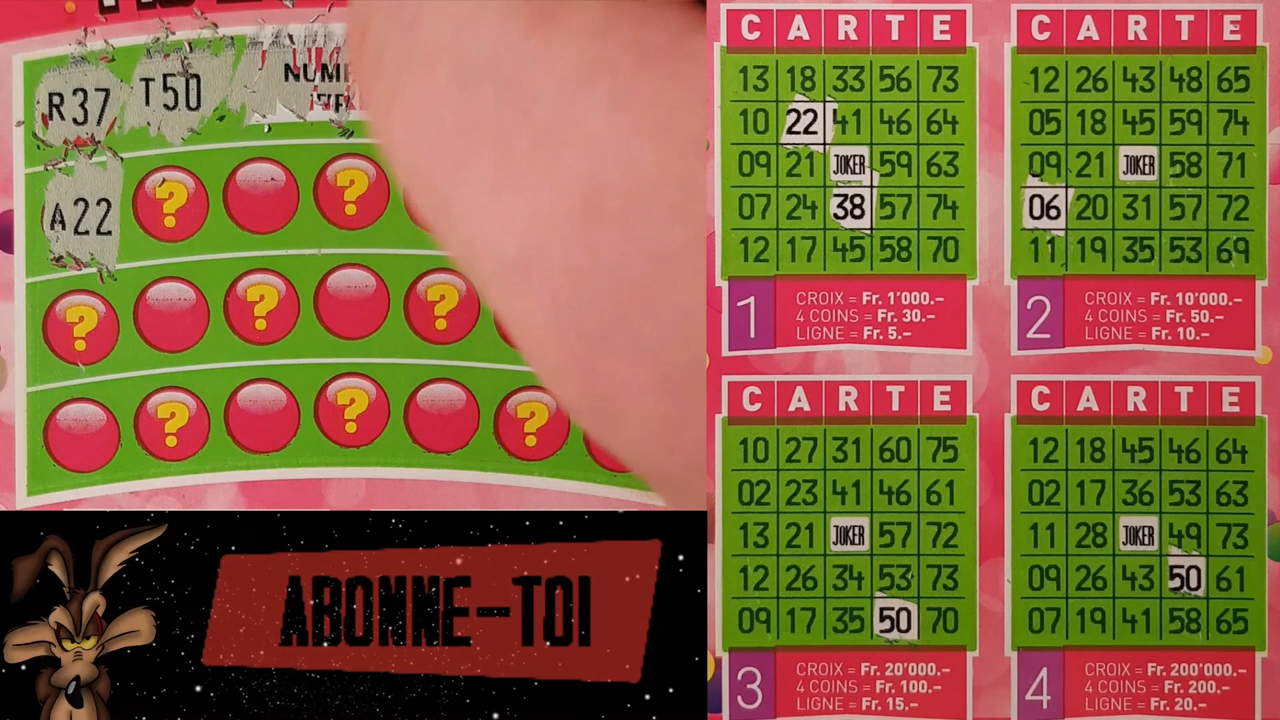 R37 T50 NUM
A22
? ?
? ? ?
? ? ?
ABONNE-TOI
CARTE
13 18 33 56 73
10 22 41 46 64
09 21 JOKER 59 63
07 24 38 57 74
12 17 45 58 70
1
CROIX = Fr. 1'000.-
4 COINS = Fr. 30.-
LIGNE = Fr. 5.-
CARTE
12 26 43 48 65
05 18 45 59 74
09 21 JOKER 58 71
06 20 31 57 72
11 19 35 53 69
2
CROIX = Fr. 10'000.-
4 COINS = Fr. 50.-
LIGNE = Fr. 10.-
CARTE
10 27 31 60 75
02 23 41 46 61
13 21 JOKER 57 72
12 26 34 53 73
09 17 35 50 70
3
CROIX = Fr. 20'000.-
4 COINS = Fr. 100.-
LIGNE = Fr. 15.-
CARTE
12 18 45 46 64
02 17 36 53 63
11 28 JOKER 49 73
09 26 43 50 61
07 19 41 58 65
4
CROIX = Fr. 200'000.-
4 COINS = Fr. 200.-
LIGNE = Fr. 20.-